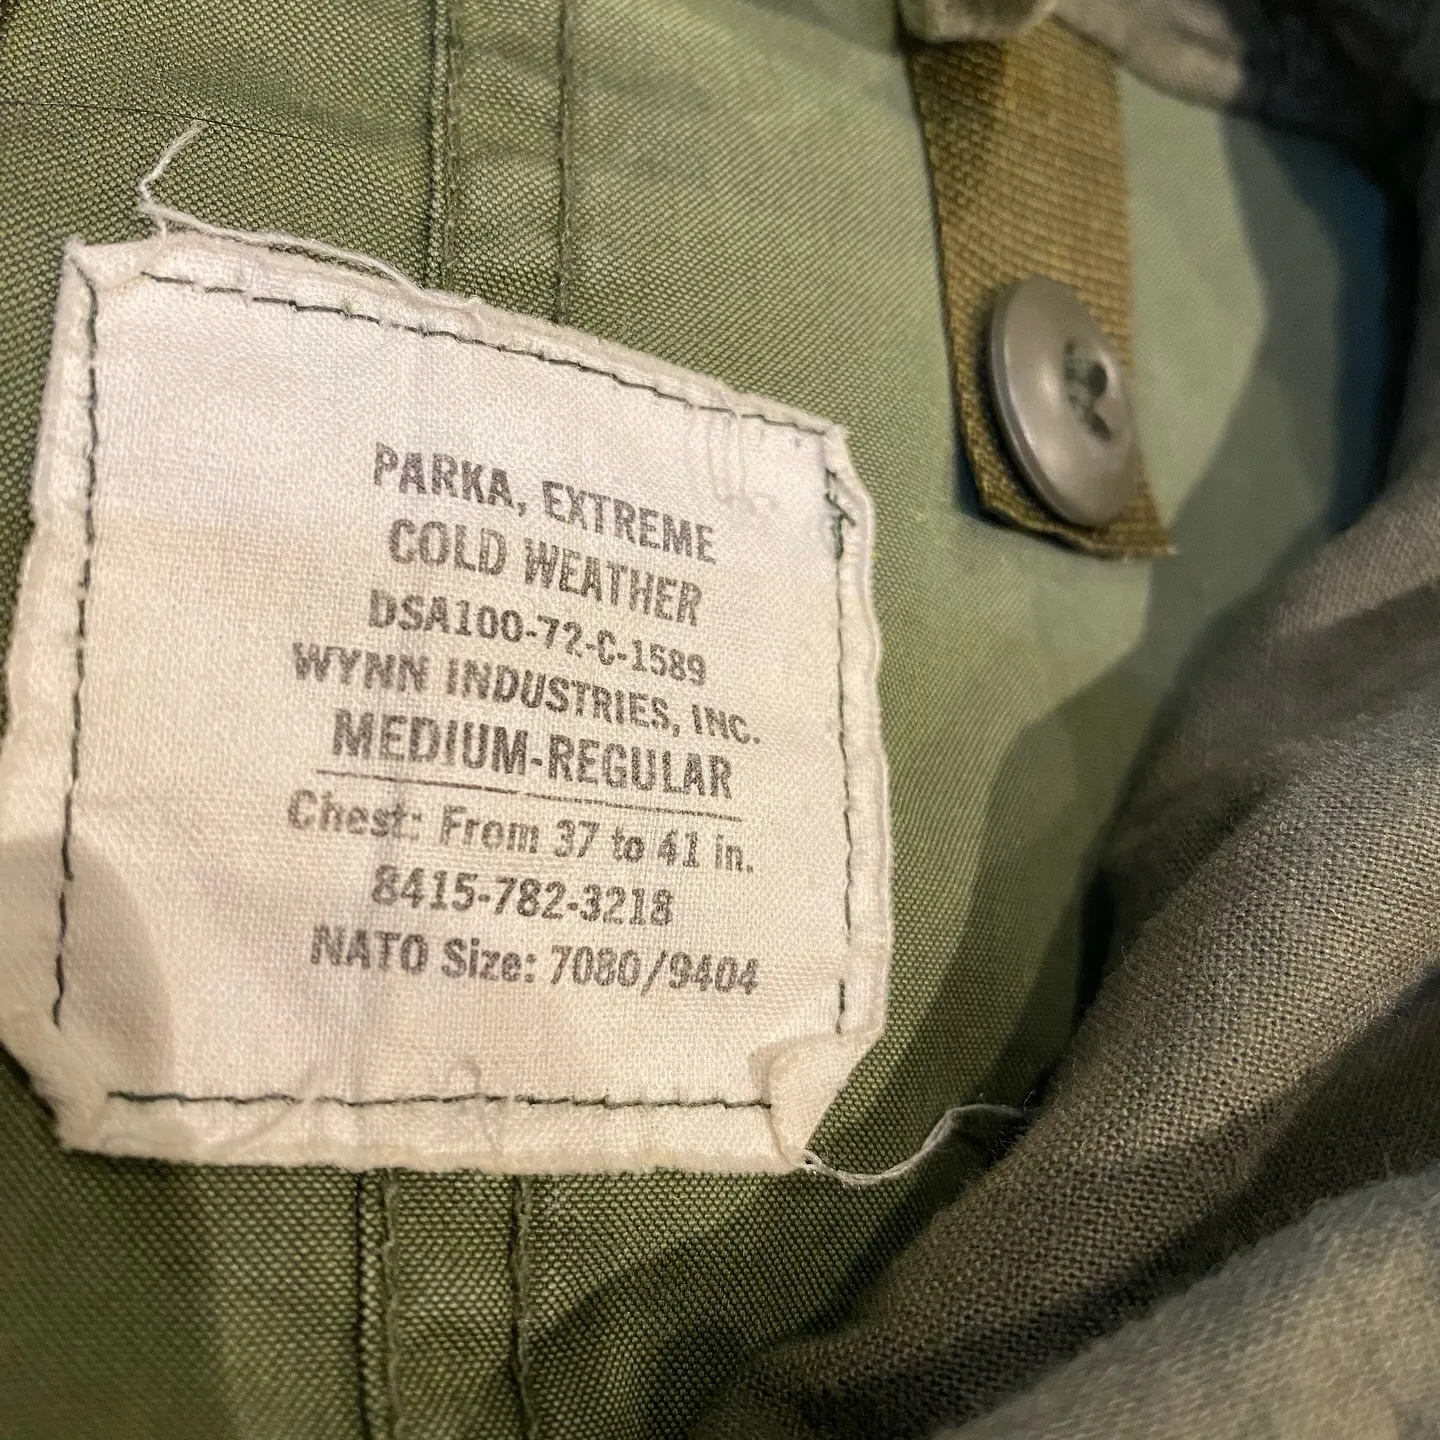 PARKA, EXTREME
COLD WEATHER
DSA100-72-C-1589
WYNN INDUSTRIES, INC.
MEDIUM-REGULAR
Chest: From 37 to 41 in.
8415-782-3218
NATO Size: 7080/9404